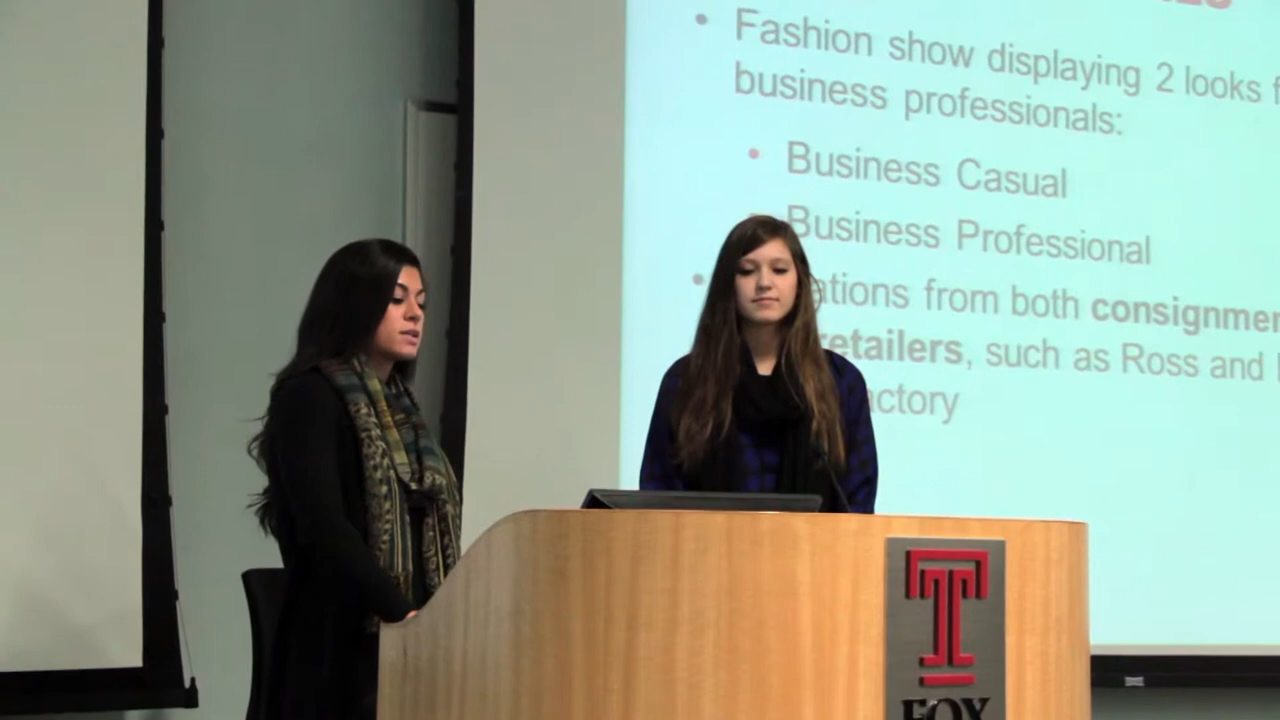 • Fashion show displaying 2 looks
business professionals:
• Business Casual
Business Professional
• ations from both consignme
retailers, such as Ross and
actory
T
FOX